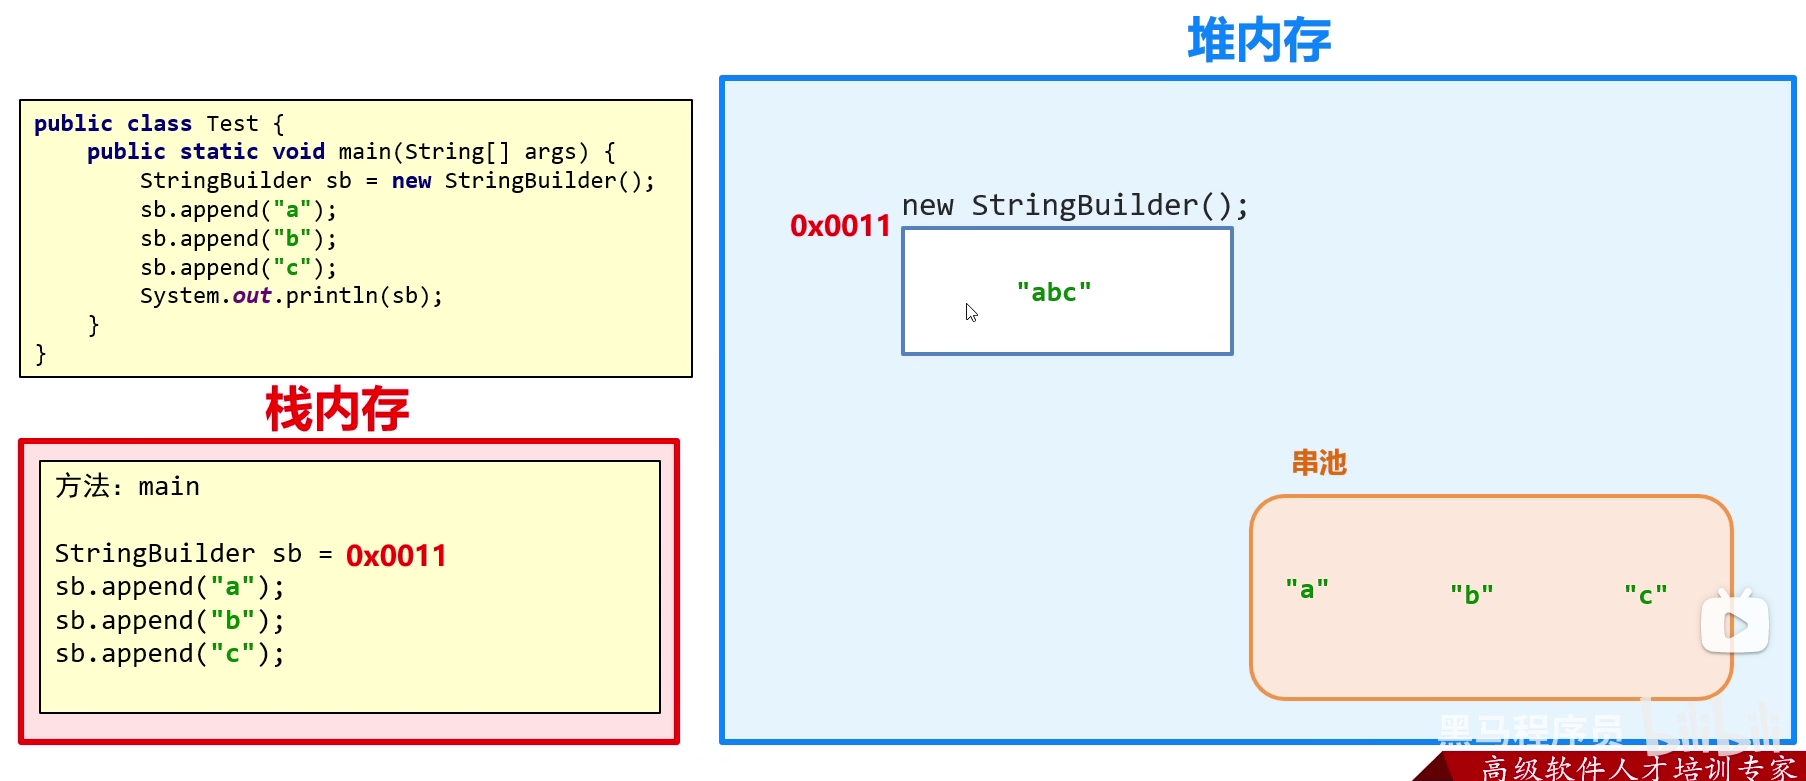 堆内存
public class Test {
public static void main(String[] args) {
StringBuilder sb = new StringBuilder();
sb.append("a");
sb.append("b");
sb.append("c");
System.out.println(sb);
}
}
new StringBuilder();
0x0011
"abc"
栈内存
方法：main
StringBuilder sb = 0x0011
sb.append("a");
sb.append("b");
sb.append("c");
串池
"a" "b" "c"
黑马程序员 bilibili
高级软件人才培训专家